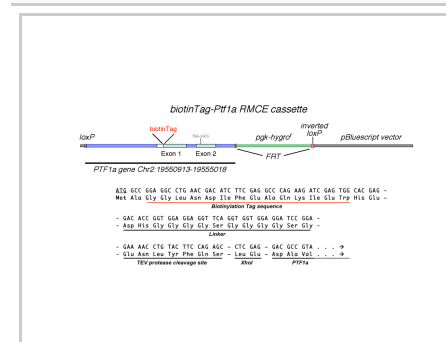 biotinTag-Ptf1a RMCE cassette
loxP
biotinTag
pgk-hygroʳ
inverted
loxP
pBluescript vector
Exon 1
Exon 2
FRT
PTF1a gene Chr2:19550913-19555018
ATG GCC GGA GGC CTG AAC GAC ATC TTC GAG GCC CAG AAG ATC GAG TGG CAC GAG -
Met Ala Gly Gly Leu Asn Asp Ile Phe Glu Ala Gln Lys Ile Glu Trp His Glu -
Biotinylation Tag sequence
- GAC ACC GGT GGA GGA GGT TCA GGT GGT GGA GGA TCC GGA -
- Asp His Gly Gly Gly Gly Ser Gly Gly Gly Gly Ser Gly -
Linker
- GAA AAC CTG TAC TTC CAG AGC - CTC GAG - GAC GCC GTA . . . →
- Glu Asn Leu Tyr Phe Gln Ser - Leu Glu - Asp Ala Val . . . →
TEV protease cleavage site
XhoI
PTF1a